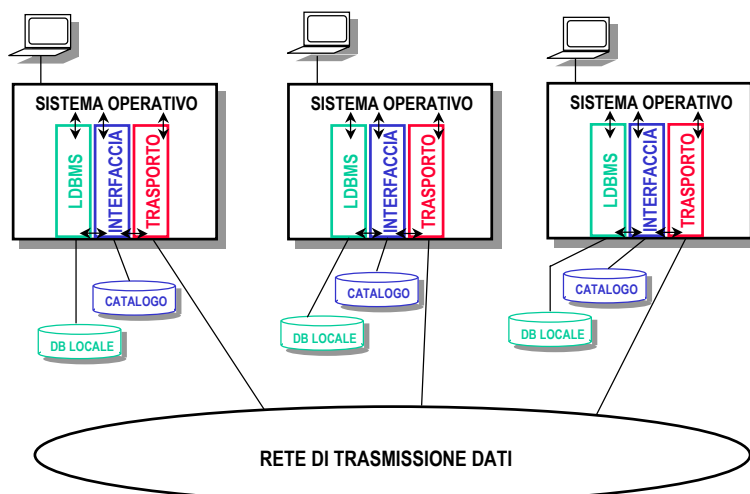 SISTEMA OPERATIVO
LDBMS
INTERFACCIA
TRASPORTO
CATALOGO
DB LOCALE
SISTEMA OPERATIVO
LDBMS
INTERFACCIA
TRASPORTO
CATALOGO
DB LOCALE
SISTEMA OPERATIVO
LDBMS
INTERFACCIA
TRASPORTO
CATALOGO
DB LOCALE
RETE DI TRASMISSIONE DATI